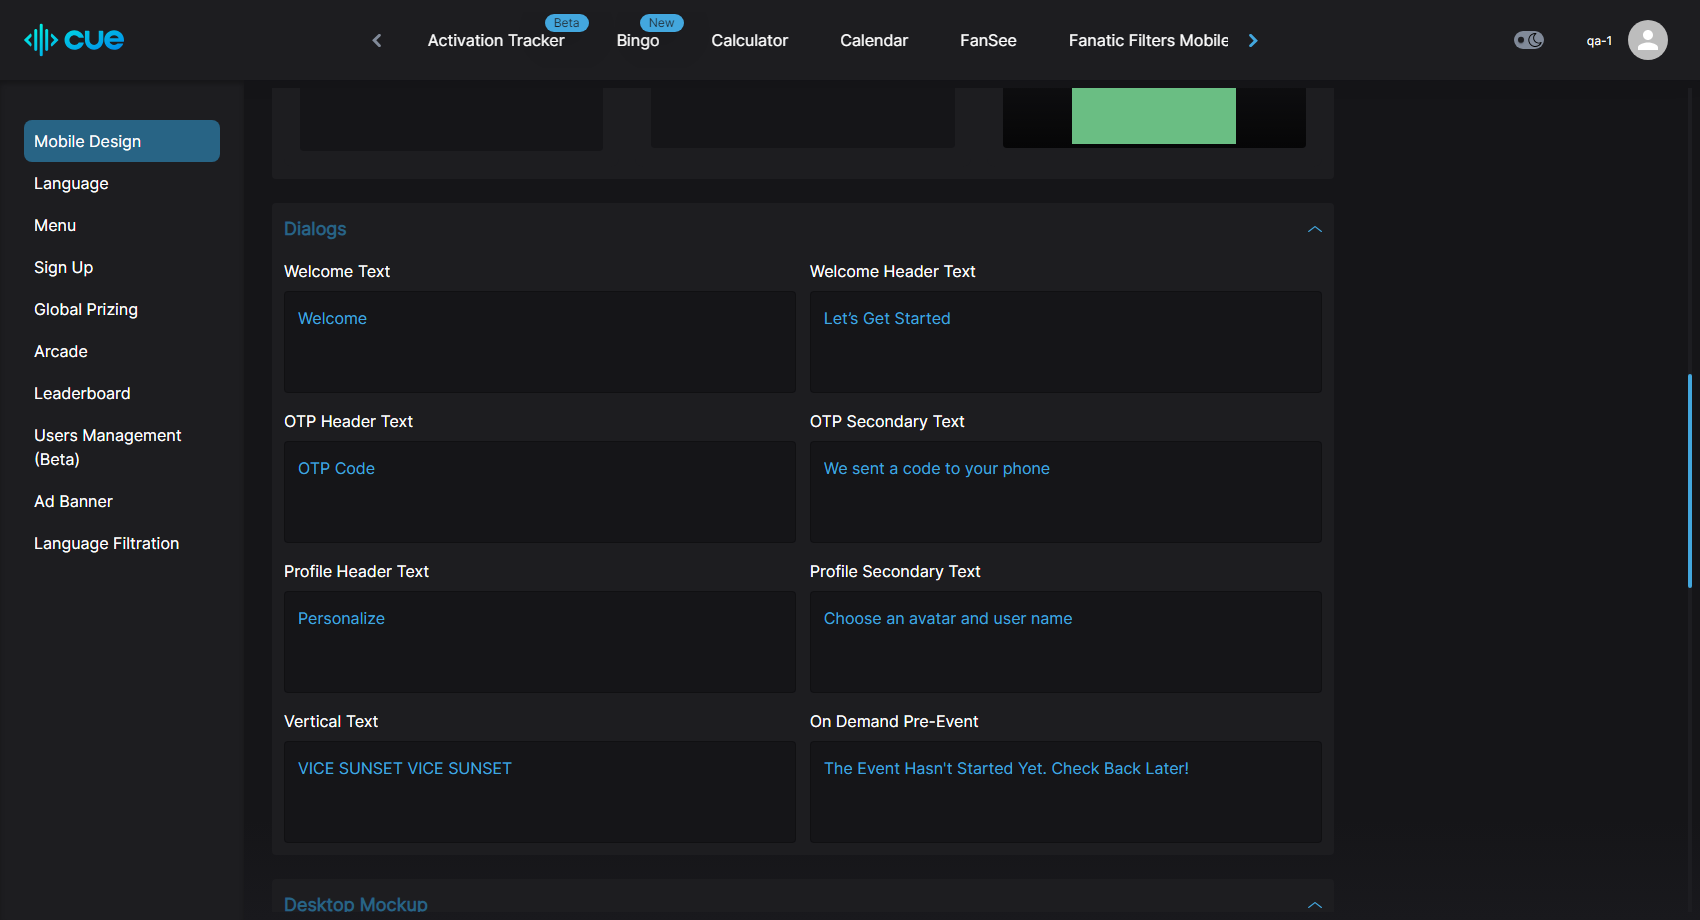 cue
Activation Tracker
Beta
Bingo
New
Calculator
Calendar
FanSee
Fanatic Filters Mobile
qa-1
Mobile Design
Language
Menu
Sign Up
Global Prizing
Arcade
Leaderboard
Users Management
(Beta)
Ad Banner
Language Filtration
Dialogs
Welcome Text
Welcome
Welcome Header Text
Let’s Get Started
OTP Header Text
OTP Code
OTP Secondary Text
We sent a code to your phone
Profile Header Text
Personalize
Profile Secondary Text
Choose an avatar and user name
Vertical Text
VICE SUNSET VICE SUNSET
On Demand Pre-Event
The Event Hasn't Started Yet. Check Back Later!
Desktop Mockup